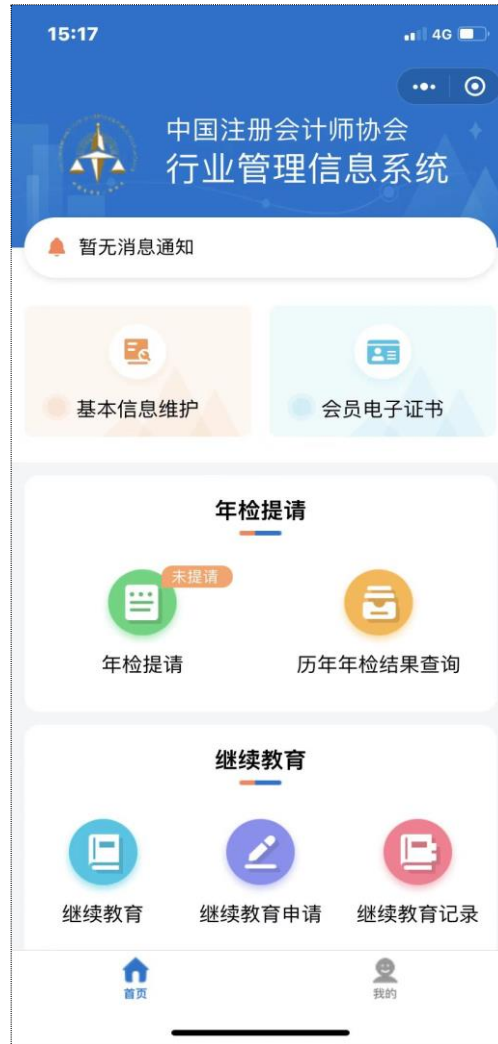 15:17
4G
中国注册会计师协会
行业管理信息系统
暂无消息通知
基本信息维护
会员电子证书
年检提请
未提请
年检提请
历年年检结果查询
继续教育
继续教育
继续教育申请
继续教育记录
首页
我的